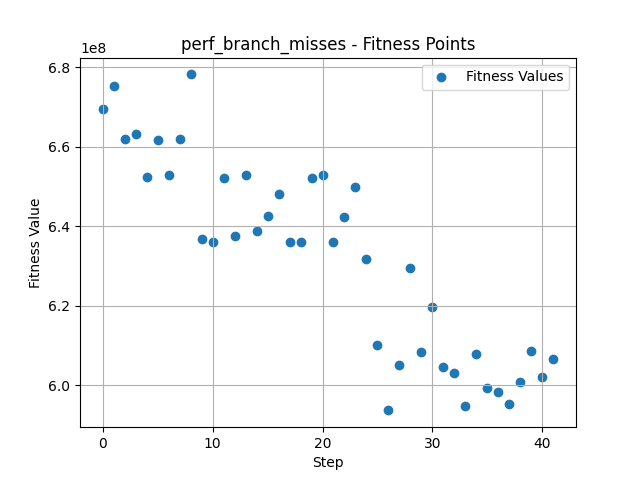 perf_branch_misses - Fitness Points
1e8
Fitness Values
6.8
6.6
6.4
6.2
6.0
Fitness Value
0 10 20 30 40
Step